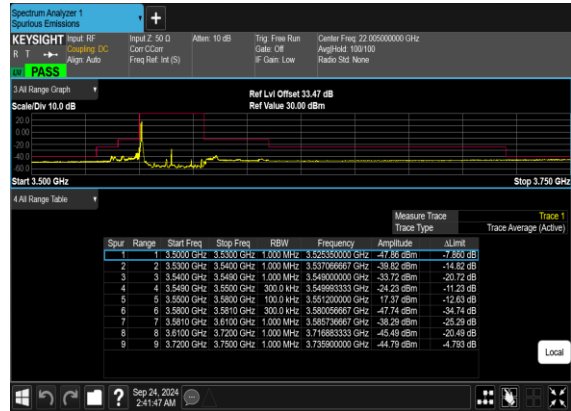 Spectrum Analyzer 1
Spurious Emissions
+
KEYSIGHT Input: RF Input Z: 50 Ω Atten: 10 dB Trig: Free Run Center Freq: 22.005000000 GHz
R T Coupling: DC Corr CCorr Gate: Off Avg|Hold: 100/100
Align: Auto Freq Ref: Int (S) IF Gain: Low Radio Std: None
PASS
3 All Range Graph
Ref Lvl Offset 33.47 dB
Scale/Div 10.0 dB Ref Value 30.00 dBm
20.0
0.00
-20.0
-40.0
-60.0
Start 3.500 GHz Stop 3.750 GHz
4 All Range Table
Measure Trace Trace 1
Trace Type Trace Average (Active)
Spur Range Start Freq Stop Freq RBW Frequency Amplitude ΔLimit
1 1 3.5000 GHz 3.5300 GHz 1.000 MHz 3.525350000 GHz -47.86 dBm -7.860 dB
2 2 3.5300 GHz 3.5400 GHz 1.000 MHz 3.537066667 GHz -39.82 dBm -14.82 dB
3 3 3.5400 GHz 3.5490 GHz 1.000 MHz 3.549000000 GHz -33.72 dBm -20.72 dB
4 4 3.5490 GHz 3.5500 GHz 300.0 kHz 3.549993333 GHz -24.23 dBm -11.23 dB
5 5 3.5500 GHz 3.5800 GHz 100.0 kHz 3.551200000 GHz 17.37 dBm -12.63 dB
6 6 3.5800 GHz 3.5810 GHz 300.0 kHz 3.580056667 GHz -47.74 dBm -34.74 dB
7 7 3.5810 GHz 3.6100 GHz 1.000 MHz 3.585736667 GHz -38.29 dBm -25.29 dB
8 8 3.6100 GHz 3.7200 GHz 1.000 MHz 3.716883333 GHz -45.49 dBm -20.49 dB
9 9 3.7200 GHz 3.7500 GHz 1.000 MHz 3.735900000 GHz -44.79 dBm -4.793 dB
Local
? Sep 24, 2024
2:41:47 AM